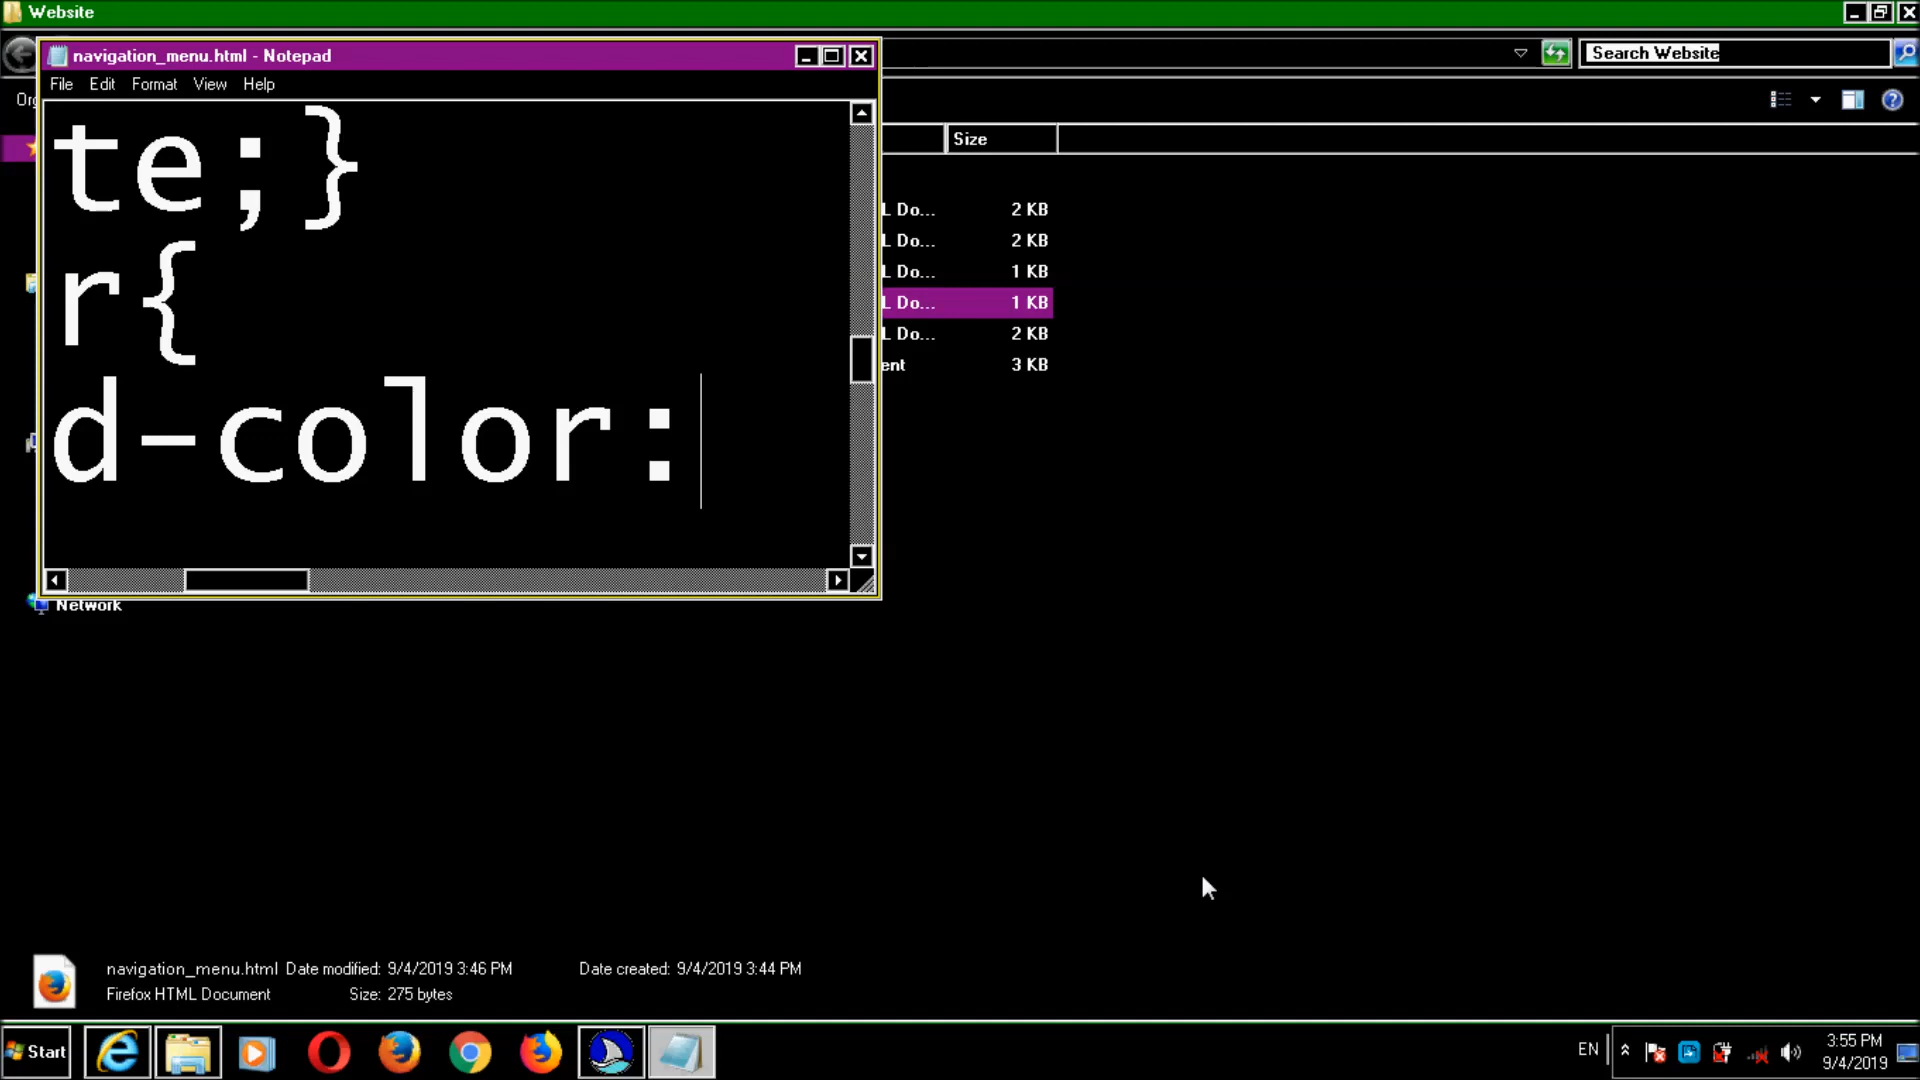 Website
navigation_menu.html - Notepad
Search Website
File Edit Format View Help
Org
Size
te;}
r{
d-color:
L Do... 2 KB
L Do... 2 KB
L Do... 1 KB
L Do... 1 KB
L Do... 2 KB
ent 3 KB
Network
navigation_menu.html Date modified: 9/4/2019 3:46 PM Date created: 9/4/2019 3:44 PM
Firefox HTML Document Size: 275 bytes
Start
EN
3:55 PM
9/4/2019